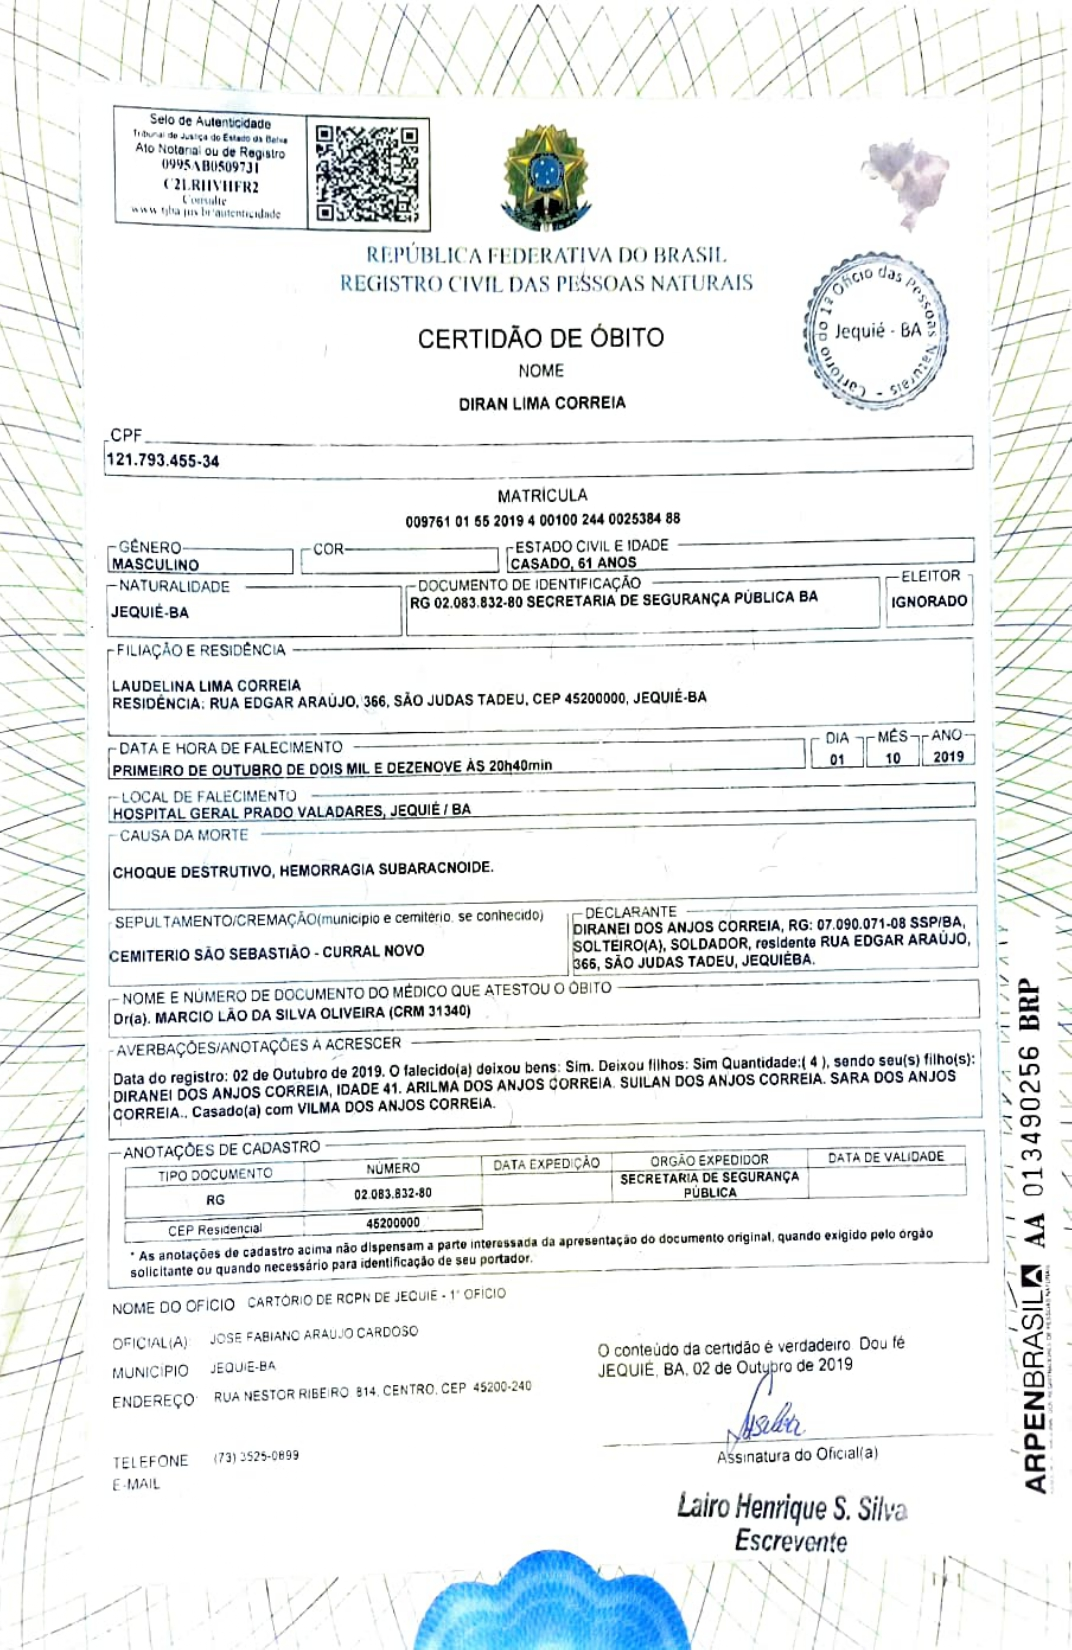 Selo de Autenticidade
Tribunal de Justiça do Estado da Bahia
Ato Notarial ou de Registro
0995AB0509731
C2LRHVHFR2
Consulte
www.tjba.jus.br/autenticidade
REPÚBLICA FEDERATIVA DO BRASIL
REGISTRO CIVIL DAS PESSOAS NATURAIS
Cartório do 1º Ofício das Pessoas Naturais -
Jequié - BA
CERTIDÃO DE ÓBITO
NOME
DIRAN LIMA CORREIA
CPF
121.793.455-34
MATRÍCULA
009761 01 55 2019 4 00100 244 0025384 88
GÊNERO COR ESTADO CIVIL E IDADE
MASCULINO CASADO, 61 ANOS
NATURALIDADE DOCUMENTO DE IDENTIFICAÇÃO ELEITOR
JEQUIÉ-BA RG 02.083.832-80 SECRETARIA DE SEGURANÇA PÚBLICA BA IGNORADO
FILIAÇÃO E RESIDÊNCIA
LAUDELINA LIMA CORREIA
RESIDÊNCIA: RUA EDGAR ARAÚJO, 366, SÃO JUDAS TADEU, CEP 45200000, JEQUIÉ-BA
DATA E HORA DE FALECIMENTO DIA MÊS ANO
PRIMEIRO DE OUTUBRO DE DOIS MIL E DEZENOVE ÀS 20h40min 01 10 2019
LOCAL DE FALECIMENTO
HOSPITAL GERAL PRADO VALADARES, JEQUIÉ / BA
CAUSA DA MORTE
CHOQUE DESTRUTIVO, HEMORRAGIA SUBARACNOIDE.
SEPULTAMENTO/CREMAÇÃO(município e cemitério, se conhecido)
CEMITERIO SÃO SEBASTIÃO - CURRAL NOVO
DECLARANTE
DIRANEI DOS ANJOS CORREIA, RG: 07.090.071-08 SSP/BA,
SOLTEIRO(A), SOLDADOR, residente RUA EDGAR ARAÚJO,
366, SÃO JUDAS TADEU, JEQUIÉBA.
NOME E NÚMERO DE DOCUMENTO DO MÉDICO QUE ATESTOU O ÓBITO
Dr(a). MARCIO LÃO DA SILVA OLIVEIRA (CRM 31340)
AVERBAÇÕES/ANOTAÇÕES À ACRESCER
Data do registro: 02 de Outubro de 2019. O falecido(a) deixou bens: Sim. Deixou filhos: Sim Quantidade:( 4 ), sendo seu(s) filho(s):
DIRANEI DOS ANJOS CORREIA, IDADE 41. ARILMA DOS ANJOS CORREIA. SUILAN DOS ANJOS CORREIA. SARA DOS ANJOS
CORREIA., Casado(a) com VILMA DOS ANJOS CORREIA.
ANOTAÇÕES DE CADASTRO
TIPO DOCUMENTO NÚMERO DATA EXPEDIÇÃO ORGÃO EXPEDIDOR DATA DE VALIDADE
RG 02.083.832-80 SECRETARIA DE SEGURANÇA PÚBLICA
CEP Residencial 45200000
* As anotações de cadastro acima não dispensam a parte interessada da apresentação do documento original, quando exigido pelo órgão
solicitante ou quando necessário para identificação de seu portador.
NOME DO OFÍCIO CARTÓRIO DE RCPN DE JEQUIE - 1º OFÍCIO
OFICIAL(A) JOSE FABIANO ARAUJO CARDOSO
MUNICIPIO JEQUIE-BA
ENDEREÇO RUA NESTOR RIBEIRO 814, CENTRO, CEP 45200-240
TELEFONE (73) 3525-0899
E-MAIL
O conteúdo da certidão é verdadeiro Dou fé
JEQUIÉ, BA, 02 de Outubro de 2019
Assinatura do Oficial(a)
Lairo Henrique S. Silva
Escrevente
ARPENBRASIL AA 013490256 BRP